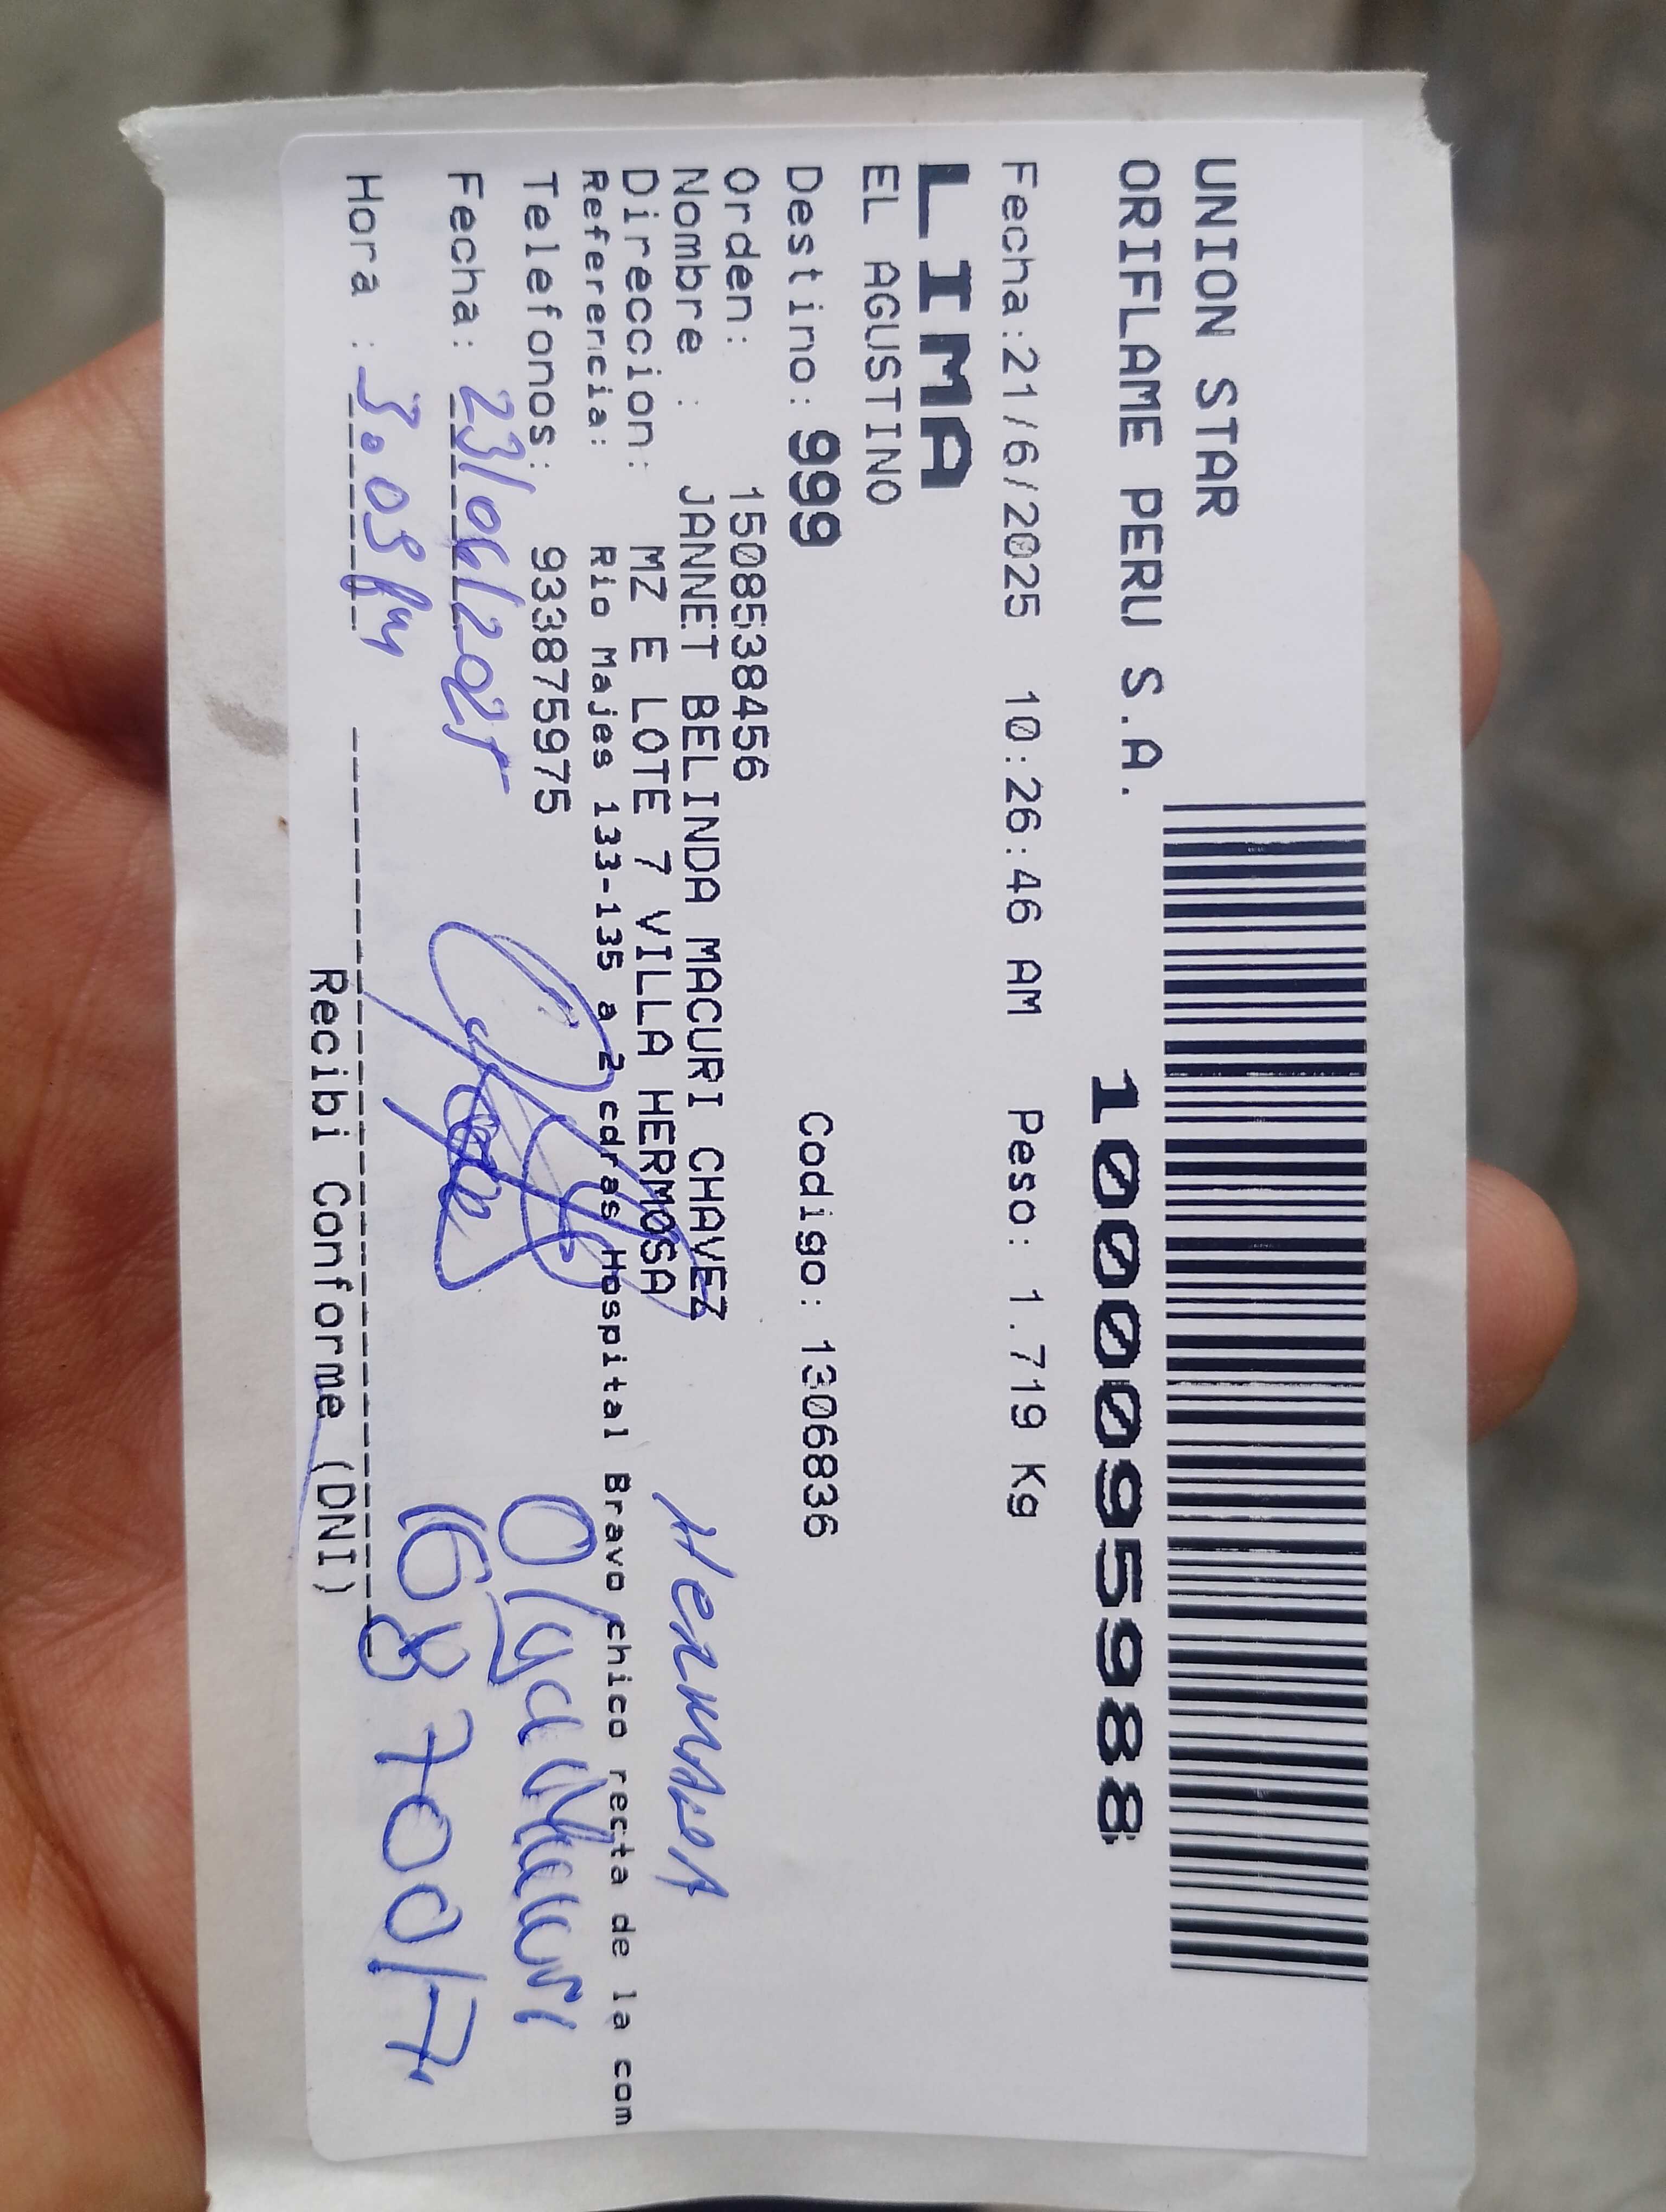 UNION STAR
ORIFLAME PERU S.A.
1000095988
Fecha:21/6/2025 10:26:46 AM Peso: 1.719 Kg
LIMA
EL AGUSTINO
Destino: 999 Codigo: 1306836
Orden: 1508538456
Nombre : JANNET BELINDA MACURI CHAVEZ
Direccion: MZ E LOTE 7 VILLA HERMOSA
Referencia: Rio Majes 133-135 a 2 cdras Hospital Bravo chico recta de la com
Telefonos: 933875975
Hermana
Fecha: 23/06/2025
Olga
Hora : 3.05 PM
16870017
Recibi Conforme (DNI)